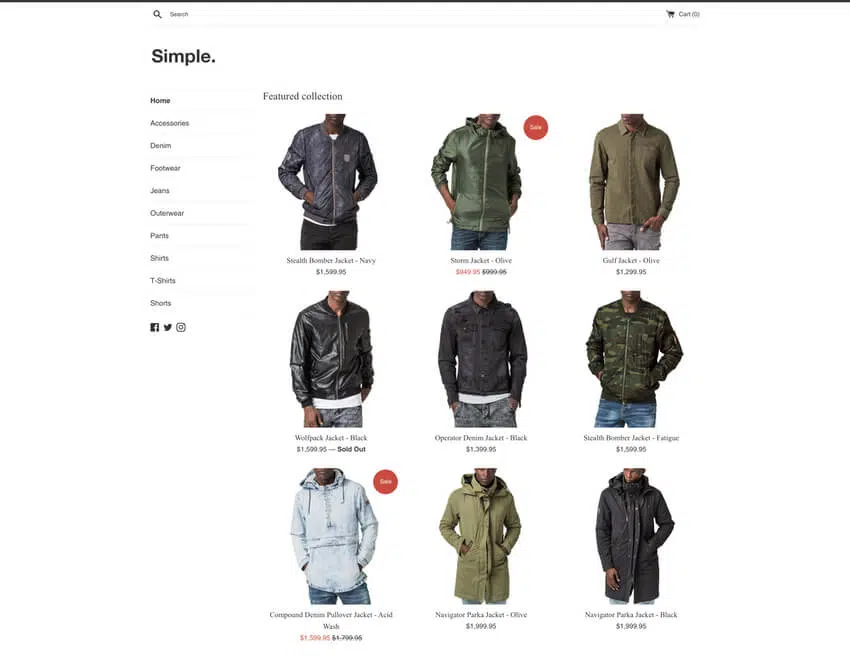 Search
Cart (0)
Simple.
Home
Accessories
Denim
Footwear
Jeans
Outerwear
Pants
Shirts
T-Shirts
Shorts
Featured collection
Sale
Stealth Bomber Jacket - Navy
$1,599.95
Storm Jacket - Olive
$949.95 $999.95
Gulf Jacket - Olive
$1,299.95
Wolfpack Jacket - Black
$1,599.95 — Sold Out
Operator Denim Jacket - Black
$1,399.95
Stealth Bomber Jacket - Fatigue
$1,599.95
Sale
Compound Denim Pullover Jacket - Acid
Wash
$1,599.95 $1,799.95
Navigator Parka Jacket - Olive
$1,999.95
Navigator Parka Jacket - Black
$1,999.95